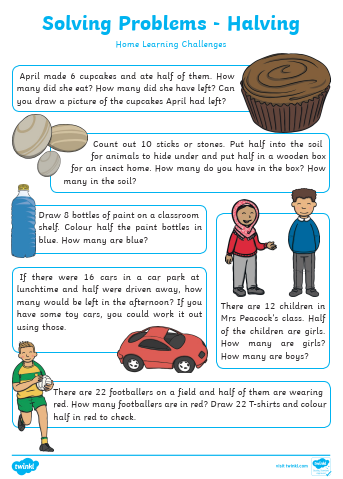 Solving Problems - Halving
Home Learning Challenges
April made 6 cupcakes and ate half of them. How
many did she eat? How many did she have left? Can
you draw a picture of the cupcakes April had left?
Count out 10 sticks or stones. Put half into the soil
for animals to hide under and put half in a wooden box
for an insect home. How many do you have in the box? How
many in the soil?
Draw 8 bottles of paint on a classroom
shelf. Colour half the paint bottles in
blue. How many are blue?
If there were 16 cars in a car park at
lunchtime and half were driven away, how
many would be left in the afternoon? If you
have some toy cars, you could work it out
using those.
There are 12 children in
Mrs Peacock's class. Half
of the children are girls.
How many are girls?
How many are boys?
There are 22 footballers on a field and half of them are wearing
red. How many footballers are in red? Draw 22 T-shirts and colour
half in red to check.
twinkl
visit twinkl.com